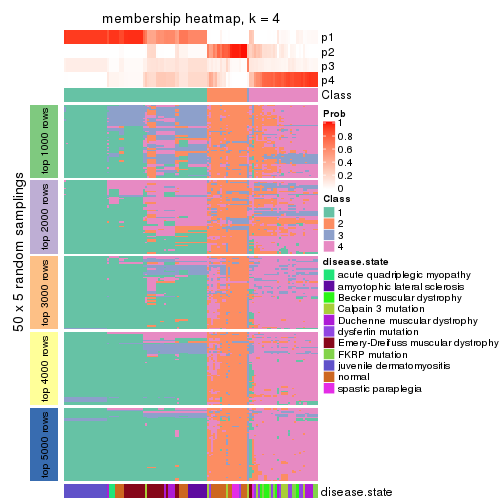 membership heatmap, k = 4
p1
p2
p3
p4
Class
50 x 5 random samplings
top 1000 rows
top 2000 rows
top 3000 rows
top 4000 rows
top 5000 rows
disease.state
Prob
1
0.8
0.6
0.4
0.2
0
Class
1
2
3
4
disease.state
acute quadriplegic myopathy
amyotrophic lateral sclerosis
Becker muscular dystrophy
Calpain 3 mutation
Duchenne muscular dystrophy
dysferlin mutation
Emery-Dreifuss muscular dystrophy
FKRP mutation
juvenile dermatomyositis
normal
spastic paraplegia